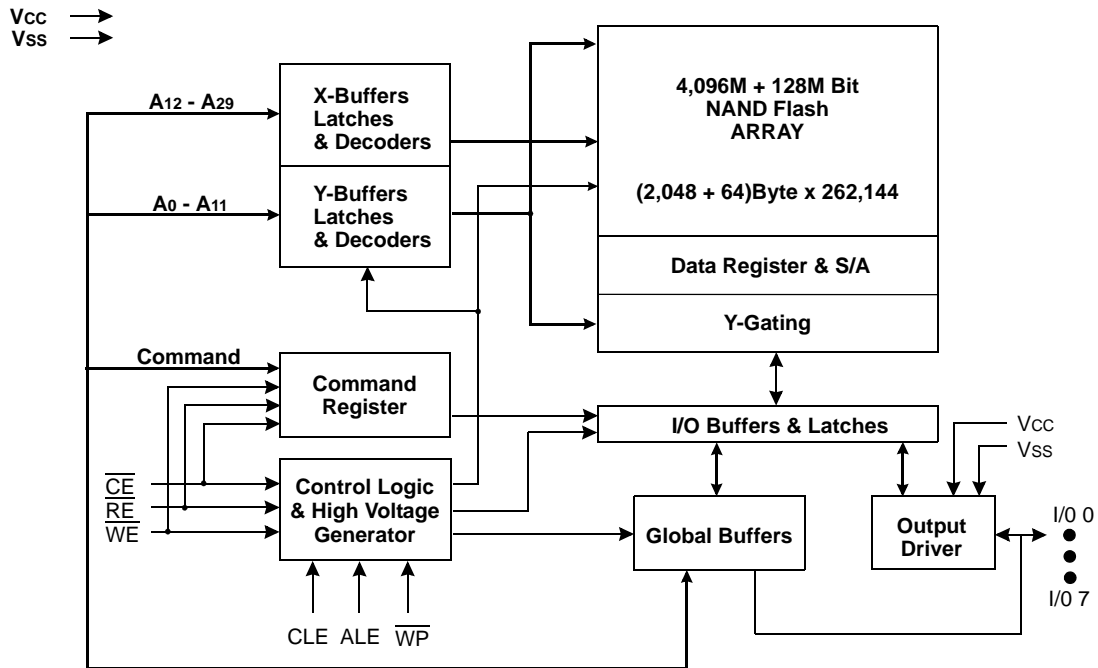 VCC
VSS
A12 - A29
X-Buffers
Latches
& Decoders
A0 - A11
Y-Buffers
Latches
& Decoders
4,096M + 128M Bit
NAND Flash
ARRAY
(2,048 + 64)Byte x 262,144
Data Register & S/A
Y-Gating
Command
Command
Register
I/O Buffers & Latches
VCC
VSS
CE
RE
WE
Control Logic
& High Voltage
Generator
Global Buffers
Output
Driver
I/0 0
I/0 7
CLE ALE WP